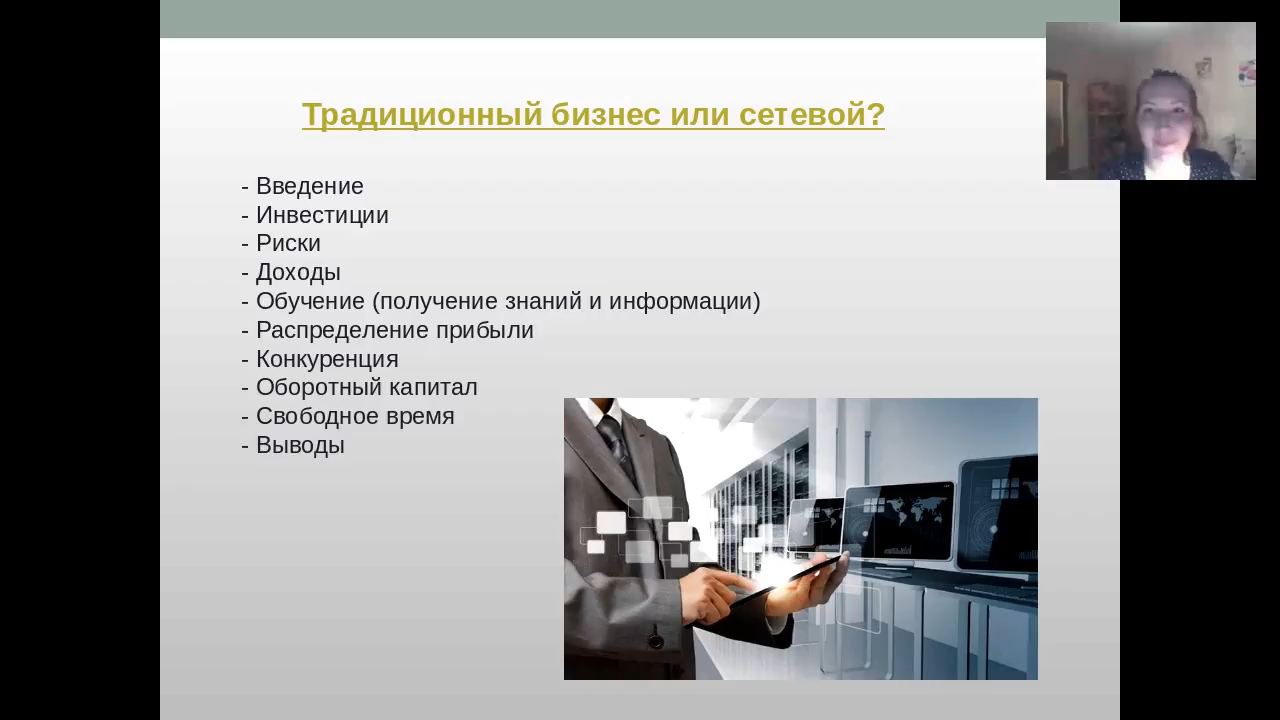 Традиционный бизнес или сетевой?
- Введение
- Инвестиции
- Риски
- Доходы
- Обучение (получение знаний и информации)
- Распределение прибыли
- Конкуренция
- Оборотный капитал
- Свободное время
- Выводы